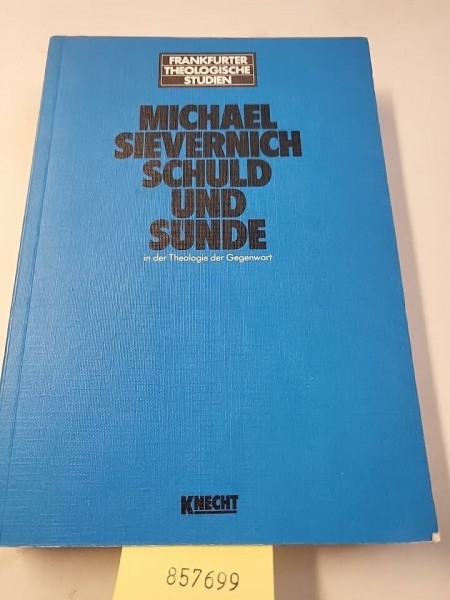 FRANKFURTER
THEOLOGISCHE
STUDIEN
MICHAEL
SIEVERNICH
SCHULD
UND
SÜNDE
in der Theologie der Gegenwart
KNECHT
857699